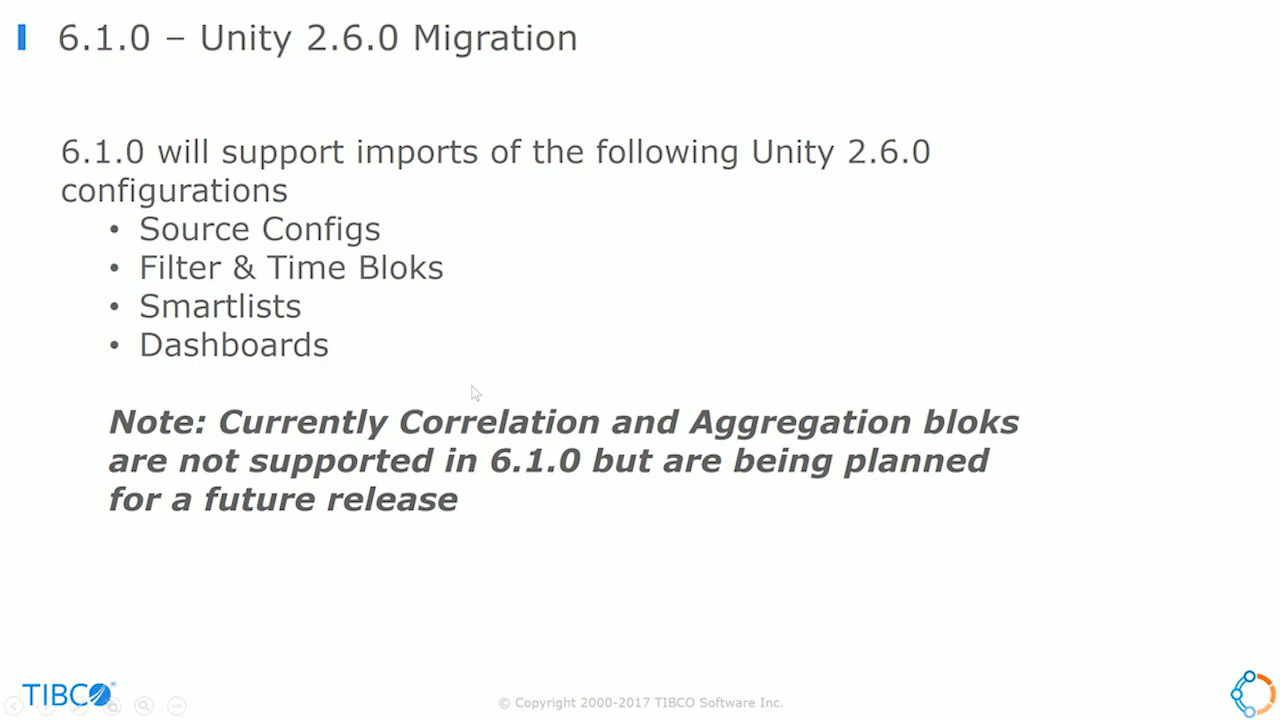 6.1.0 – Unity 2.6.0 Migration
6.1.0 will support imports of the following Unity 2.6.0
configurations
• Source Configs
• Filter & Time Bloks
• Smartlists
• Dashboards
Note: Currently Correlation and Aggregation bloks
are not supported in 6.1.0 but are being planned
for a future release
TIBCO®
© Copyright 2000-2017 TIBCO Software Inc.